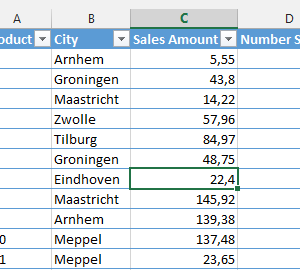 A B C D
oduct City Sales Amount Number S
Arnhem 5,55
Groningen 43,8
Maastricht 14,22
Zwolle 57,96
Tilburg 84,97
Groningen 48,75
Eindhoven 22,4
Maastricht 145,92
Arnhem 139,38
0 Meppel 137,48
1 Meppel 23,65